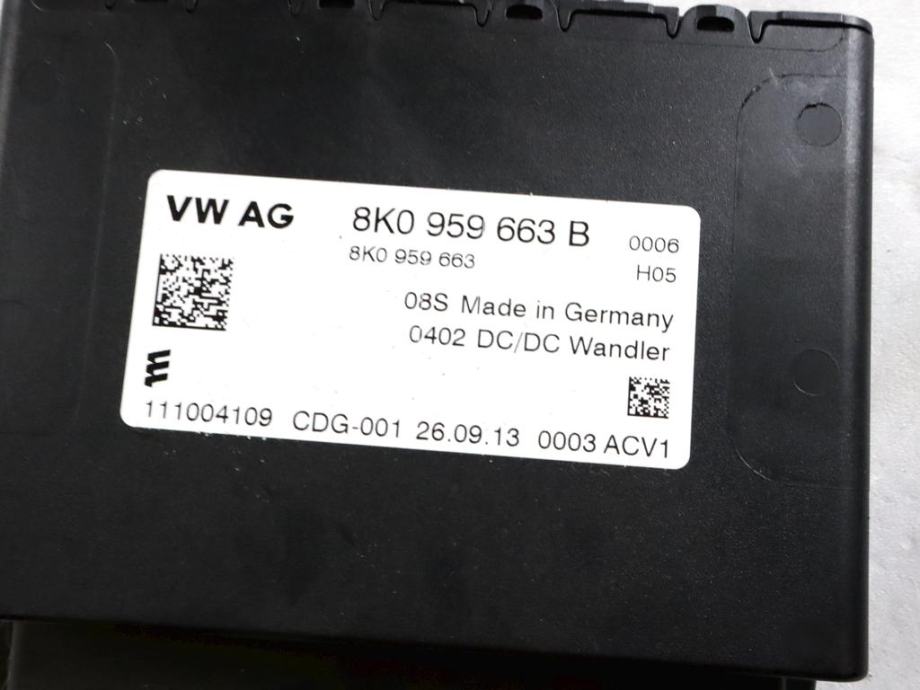 VW AG 8K0 959 663 B 0006
8K0 959 663 H05
08S Made in Germany
0402 DC/DC Wandler
111004109 CDG-001 26.09.13 0003 ACV1